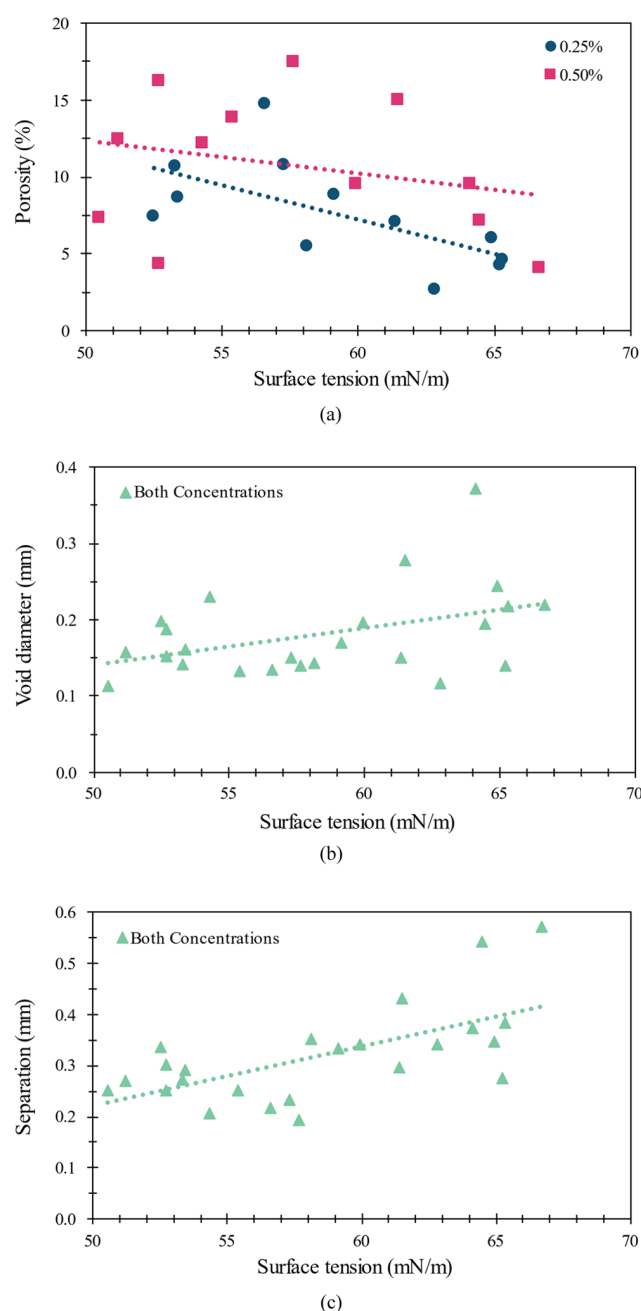 20
0.25%
0.50%
15
Porosity (%)
10
5
0
50 55 60 65 70
Surface tension (mN/m)
(a)
0.4
Both Concentrations
0.3
Void diameter (mm)
0.2
0.1
0.0
50 55 60 65 70
Surface tension (mN/m)
(b)
0.6
Both Concentrations
0.5
0.4
Separation (mm)
0.3
0.2
0.1
0.0
50 55 60 65 70
Surface tension (mN/m)
(c)